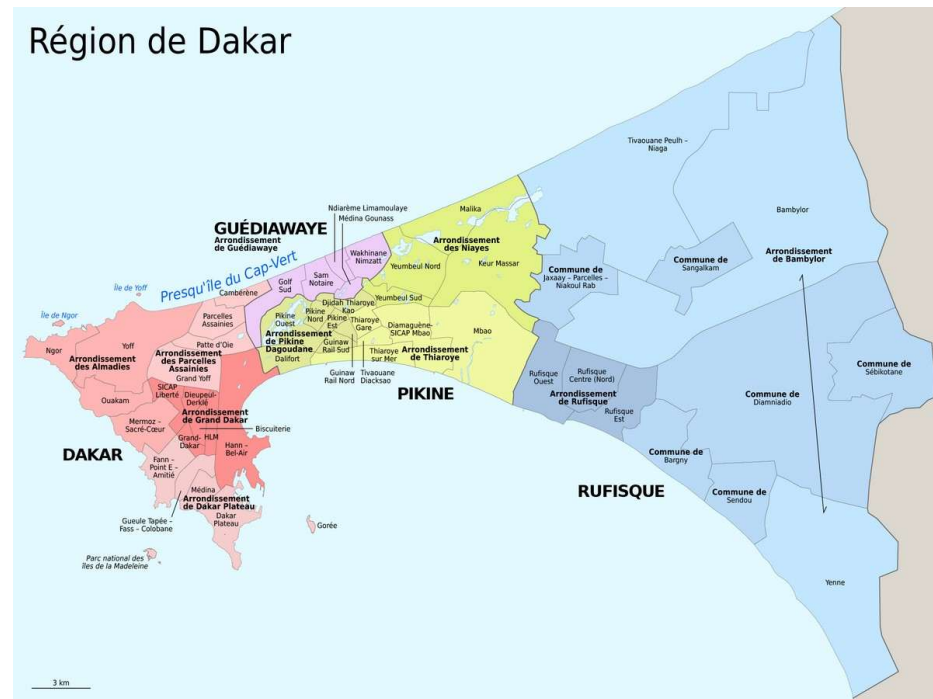 Région de Dakar
Ndiarème Limamoulaye
Médina Gounass
GUÉDIAWAYE
Arrondissement
de Guédiawaye
Presqu'île du Cap-Vert
Île de Yoff
Île de Ngor
Cambérène
Golf
Sud
Sam
Notaire
Wakhinane
Nimzatt
Malika
Arrondissement
des Niayes
Yeumbeul Nord
Keur Massar
Yeumbeul Sud
Tivaouane Peulh –
Niaga
Bambylor
Arrondissement
de Bambylor
Commune de
Sangalkam
Commune de
Jaxaay – Parcelles –
Niakoul Rab
Parcelles
Assainies
Patte d'Oie
Arrondissement
des Parcelles
Assainies
Grand Yoff
Yoff
Ngor
Arrondissement
des Almadies
Ouakam
Mermoz –
Sacré-Cœur
SICAP
Liberté
Dieupeul-
Derklé
Arrondissement
de Grand Dakar
Biscuiterie
Grand-
Dakar
HLM
Hann –
Bel-Air
DAKAR
Fann –
Point E –
Amitié
Médina
Arrondissement
de Dakar Plateau
Dakar
Plateau
Gueule Tapée –
Fass – Colobane
Gorée
Parc national des
îles de la Madeleine
Pikine
Ouest
Pikine
Nord
Pikine
Est
Djidah Thiaroye
Kao
Thiaroye
Gare
Arrondissement
de Pikine
Dagoudane
Dalifort
Guinaw
Rail Sud
Guinaw
Rail Nord
Tivaouane
Diacksao
Diamaguène-
SICAP Mbao
Thiaroye
sur Mer
Arrondissement
de Thiaroye
Mbao
PIKINE
Rufisque
Ouest
Rufisque
Centre (Nord)
Arrondissement
de Rufisque
Rufisque
Est
Commune de
Bargny
RUFISQUE
Commune de
Sendou
Commune de
Diamniadio
Commune de
Sébikotane
Yenne
3 km